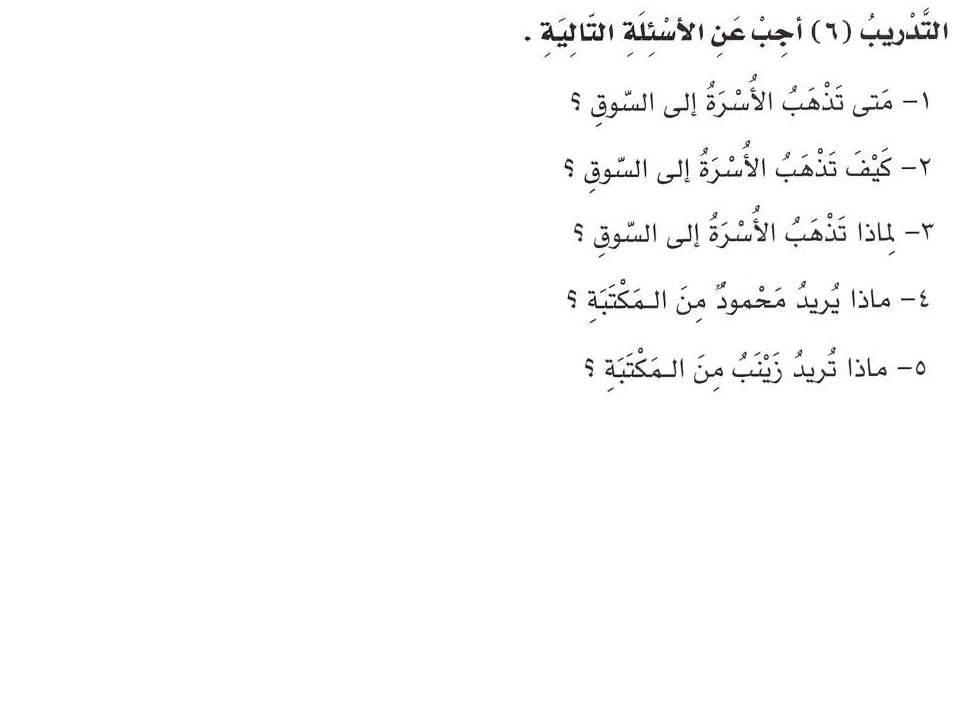 التَّدْريبُ (٦) أجِبْ عَنِ الأسْئِلَةِ التّالِيَةِ .
١- مَتى تَذْهَبُ الأُسْرَةُ إلى السّوقِ ؟
٢- كَيْفَ تَذْهَبُ الأُسْرَةُ إلى السّوقِ ؟
٣- لِماذا تَذْهَبُ الأُسْرَةُ إلى السّوقِ ؟
٤- ماذا يُريدُ مَحْمودٌ مِنَ الـمَكْتَبَةِ ؟
٥- ماذا تُريدُ زَيْنَبُ مِنَ الـمَكْتَبَةِ ؟